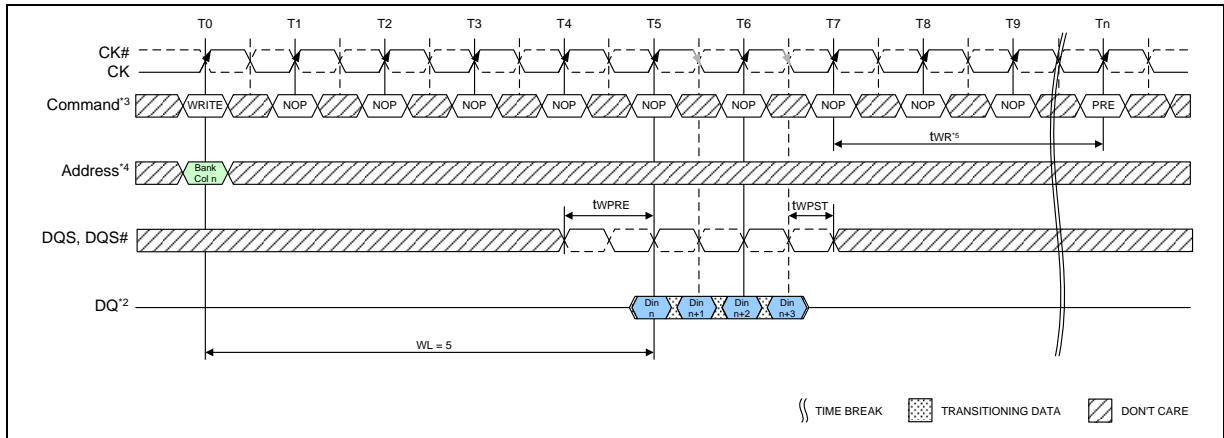 T0 T1 T2 T3 T4 T5 T6 T7 T8 T9 Tn
CK#
CK
Command*3 WRITE NOP NOP NOP NOP NOP NOP NOP NOP NOP PRE
tWR*5
Address*4 Bank
Col n
tWPRE tWPST
DQS, DQS#
DQ*2 Din Din Din Din
n n+1 n+2 n+3
WL = 5
TIME BREAK TRANSITIONING DATA DON'T CARE